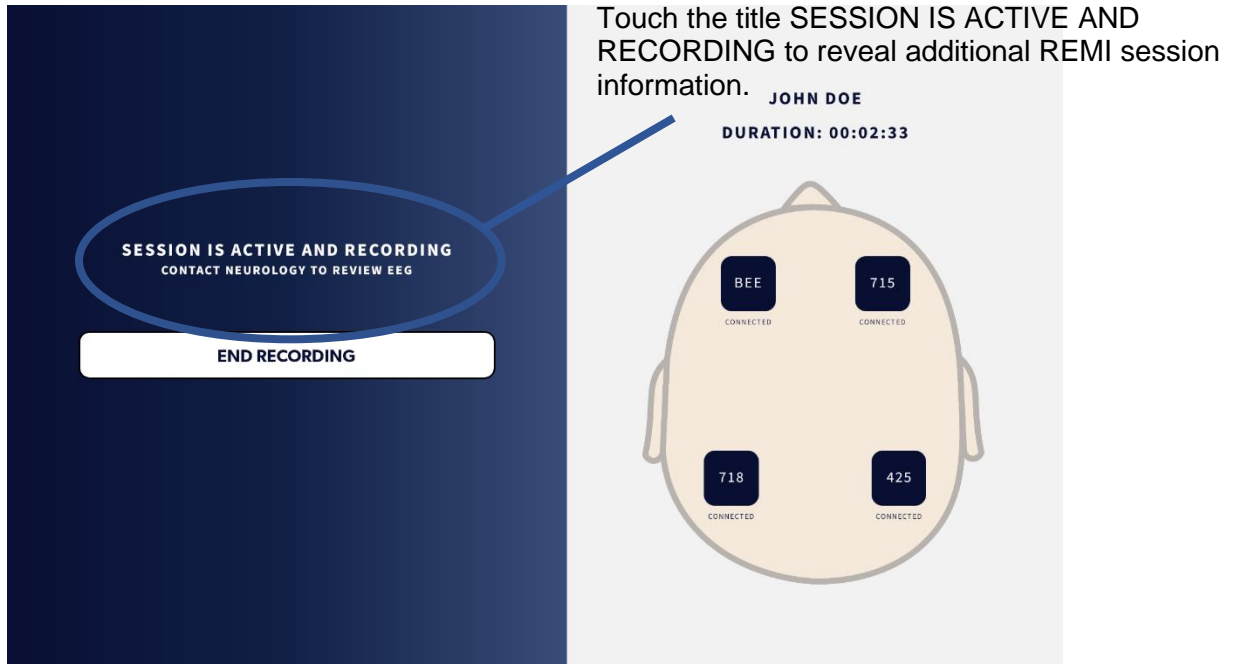 Touch the title SESSION IS ACTIVE AND
RECORDING to reveal additional REMI session
information.
JOHN DOE
DURATION: 00:02:33
SESSION IS ACTIVE AND RECORDING
CONTACT NEUROLOGY TO REVIEW EEG
END RECORDING
BEE
715
CONNECTED
CONNECTED
718
425
CONNECTED
CONNECTED